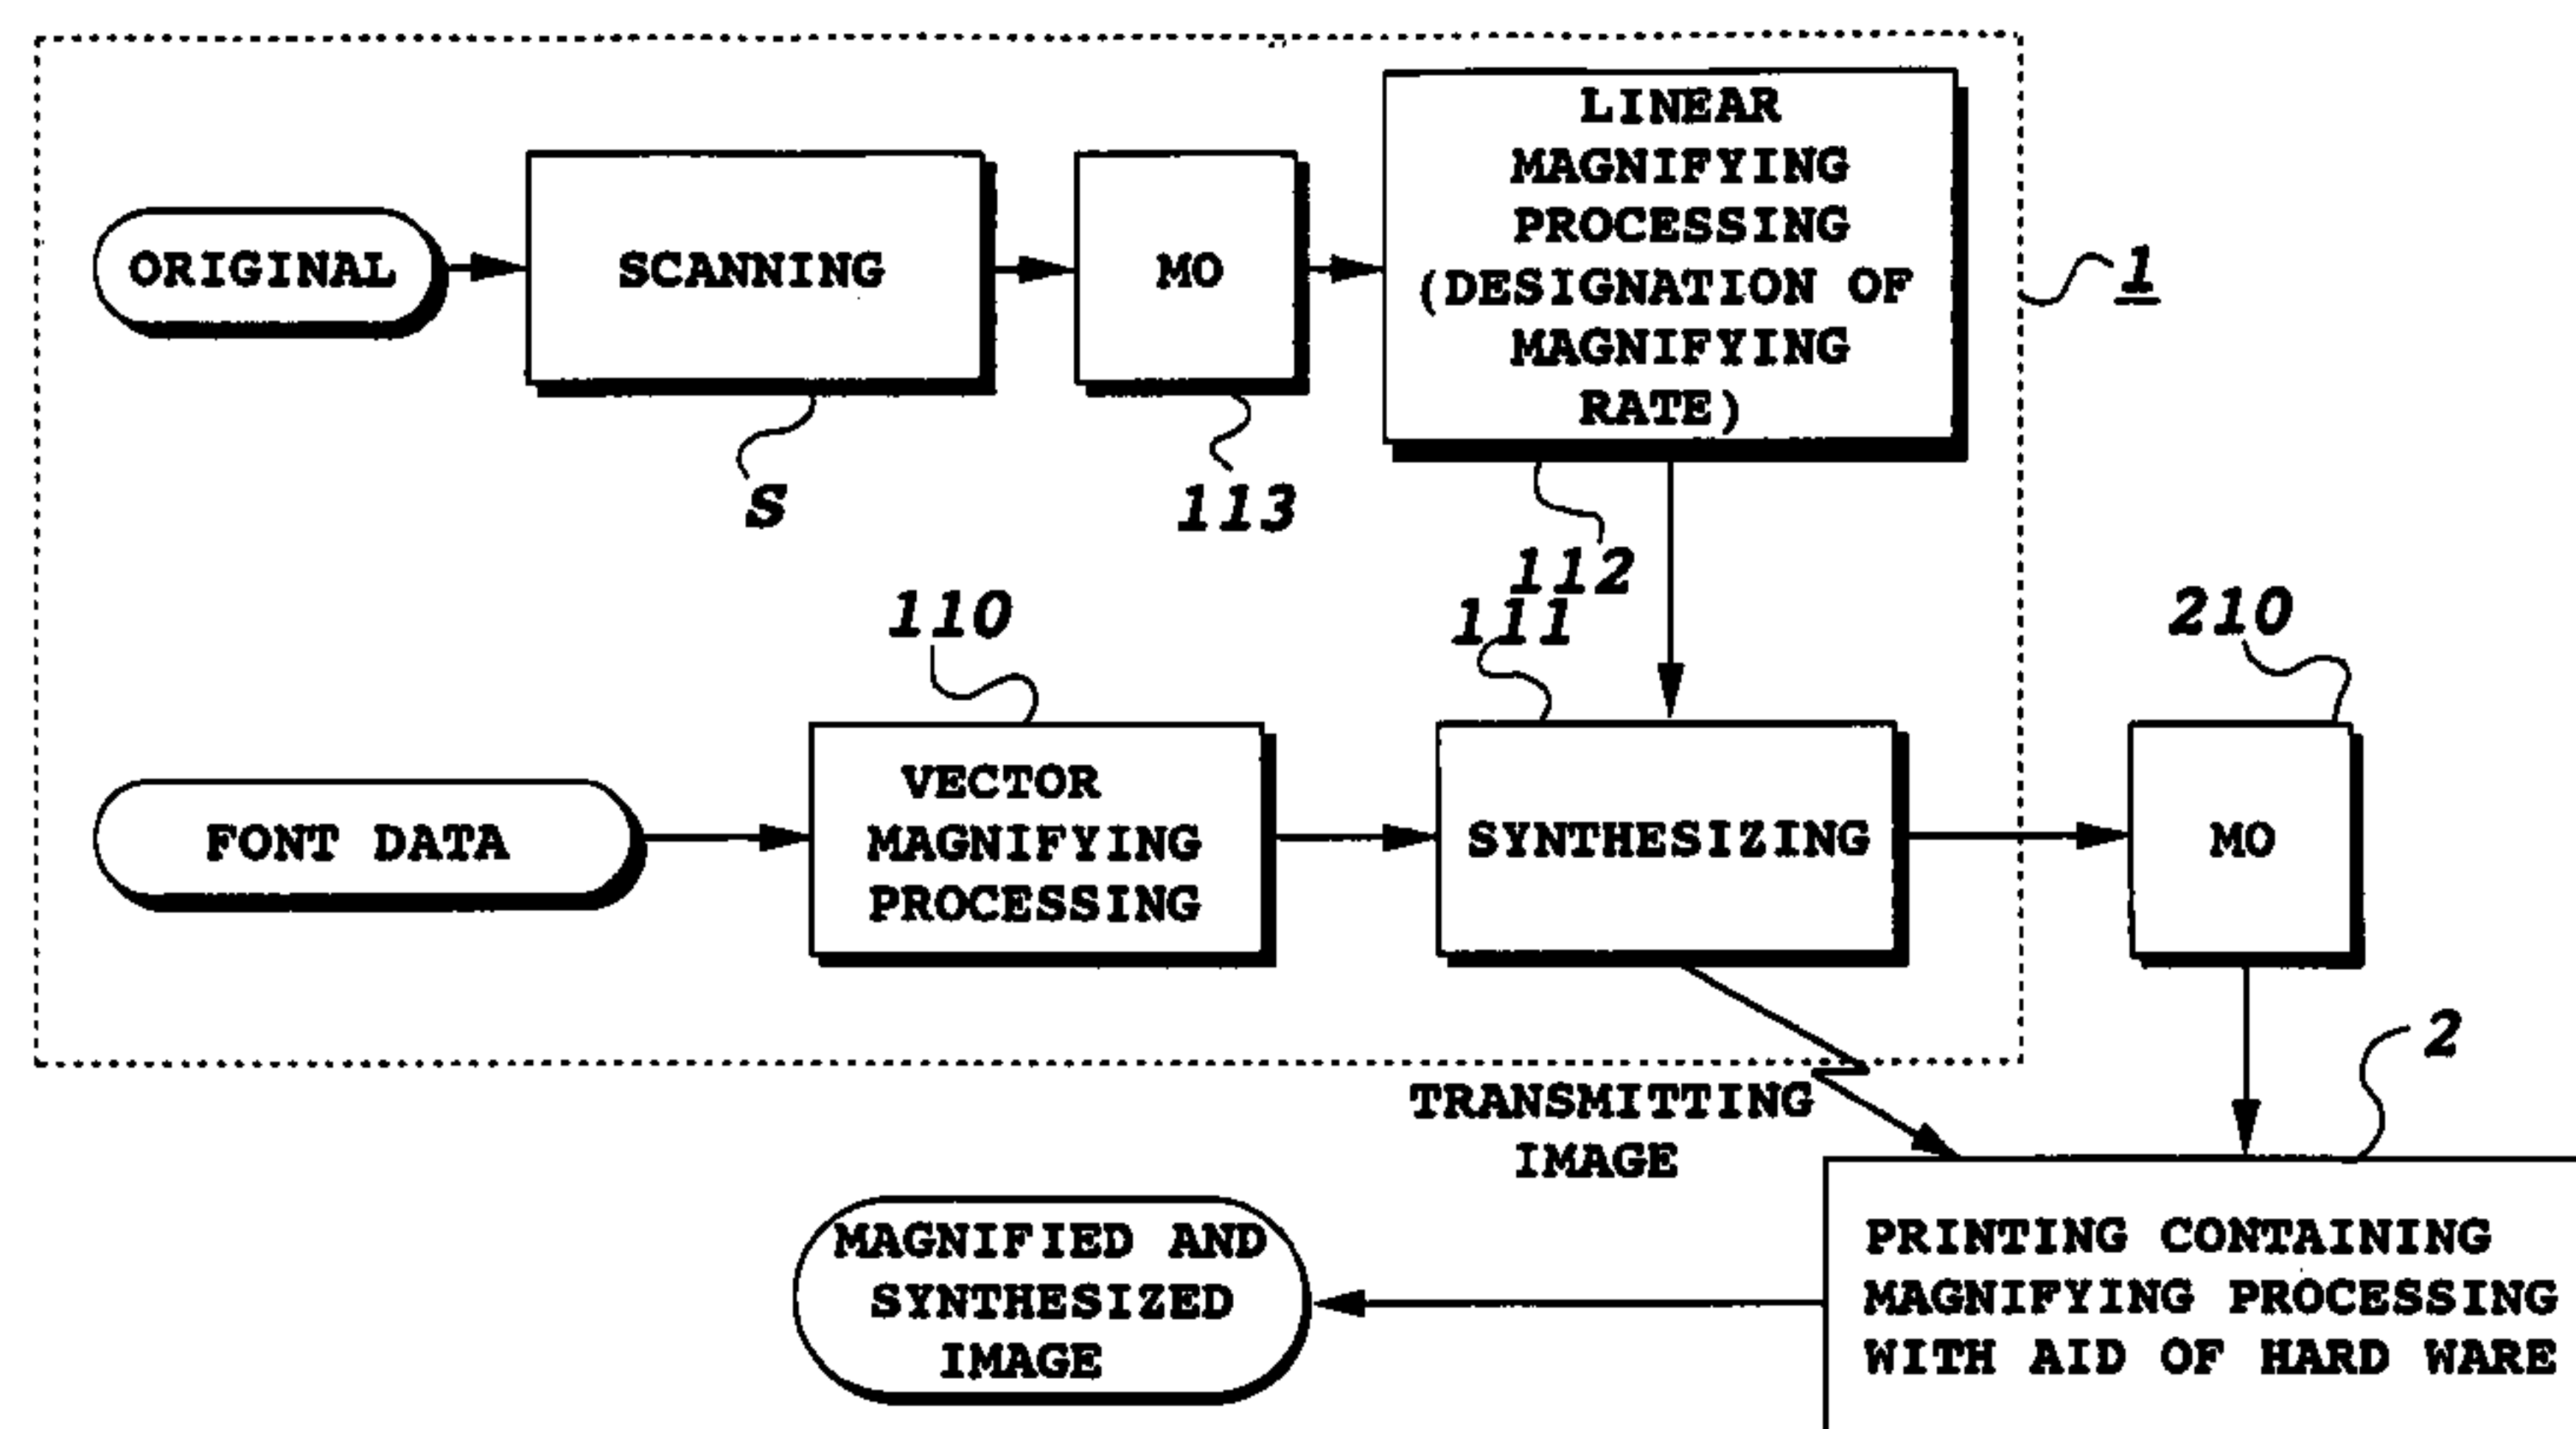 LINEAR
MAGNIFYING
PROCESSING
(DESIGNATION OF
MAGNIFYING
RATE)
ORIGINAL
SCANNING
MO
1
S
113
112
111
110
210
FONT DATA
VECTOR
MAGNIFYING
PROCESSING
SYNTHESIZING
MO
2
TRANSMITTING
IMAGE
MAGNIFIED AND
SYNTHESIZED
IMAGE
PRINTING CONTAINING
MAGNIFYING PROCESSING
WITH AID OF HARD WARE